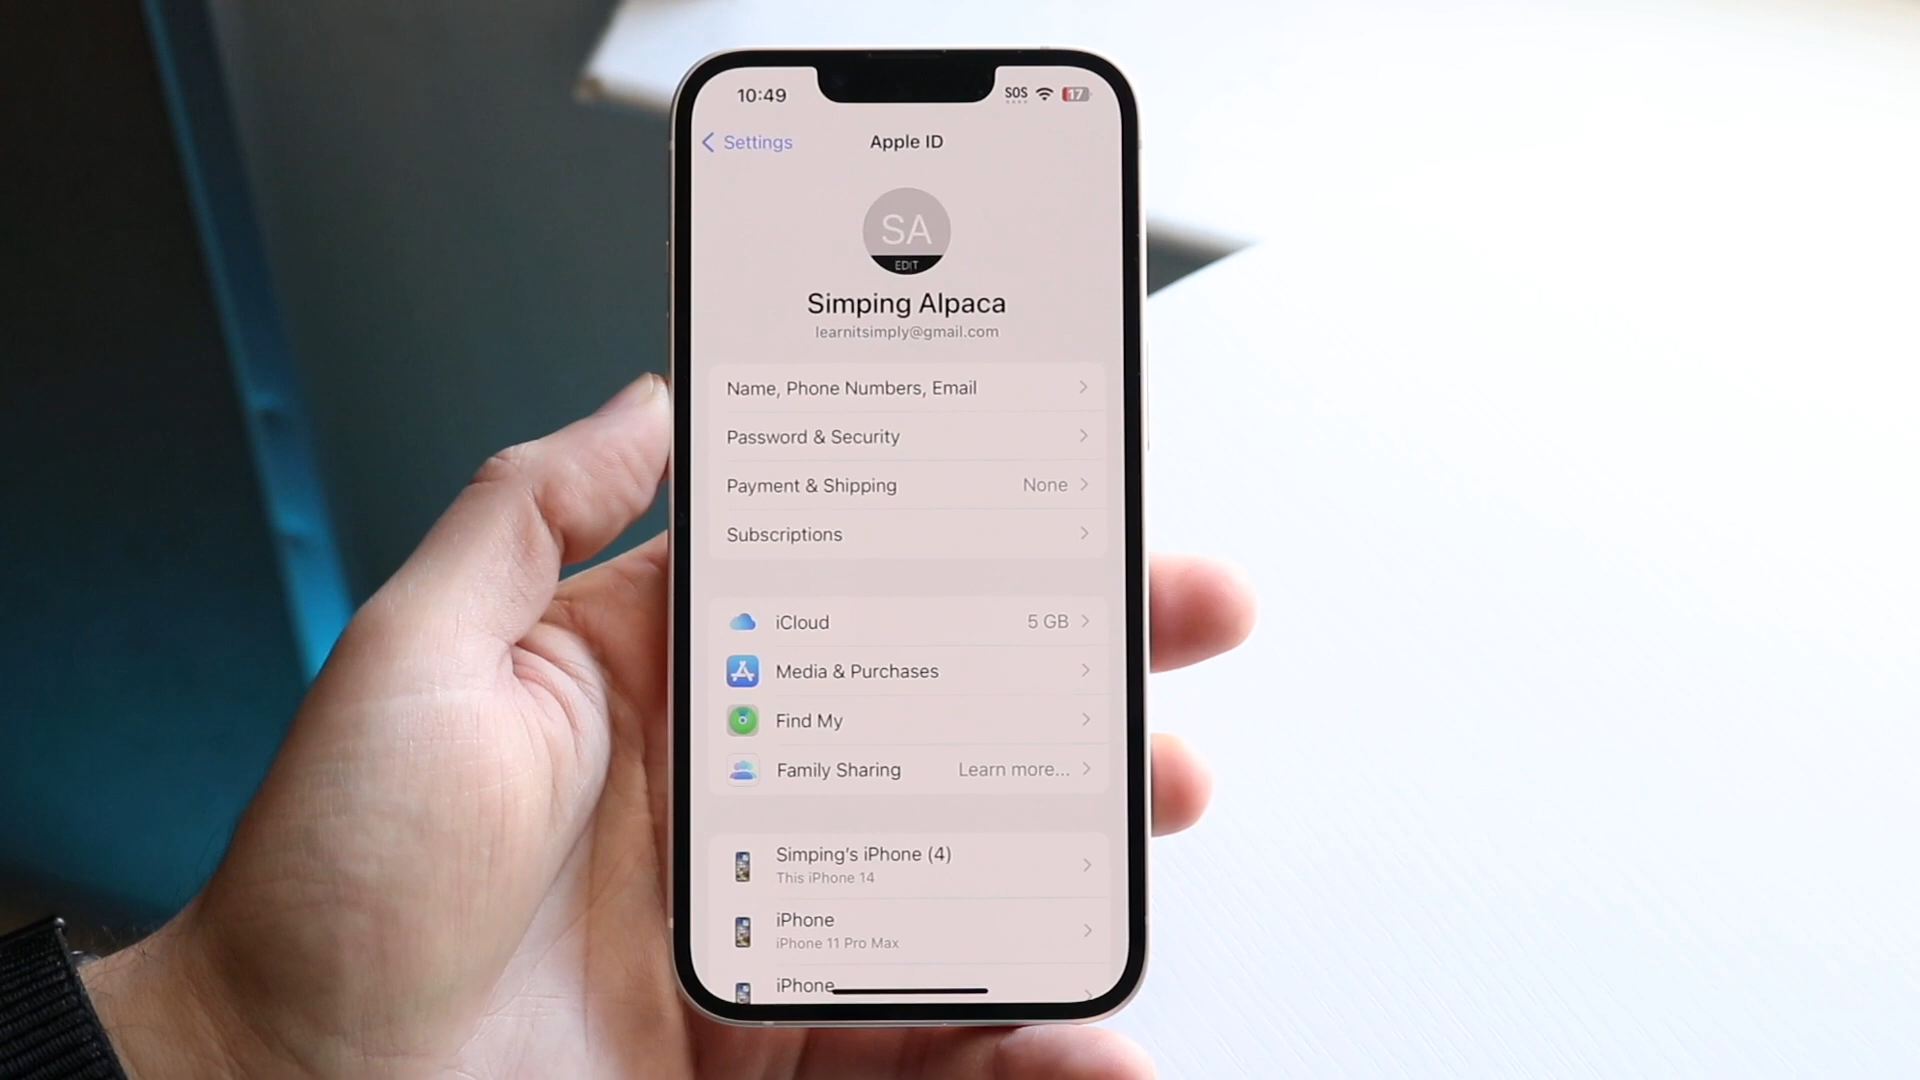 10:49 SOS 17
Settings Apple ID
SA
EDIT
Simping Alpaca
learnitsimply@gmail.com
Name, Phone Numbers, Email
Password & Security
Payment & Shipping None
Subscriptions
iCloud 5 GB
Media & Purchases
Find My
Family Sharing Learn more...
Simping's iPhone (4)
This iPhone 14
iPhone
iPhone 11 Pro Max
iPhone